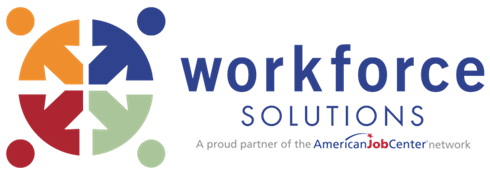 workforce
SOLUTIONS
A proud partner of the AmericanJobCenter® network